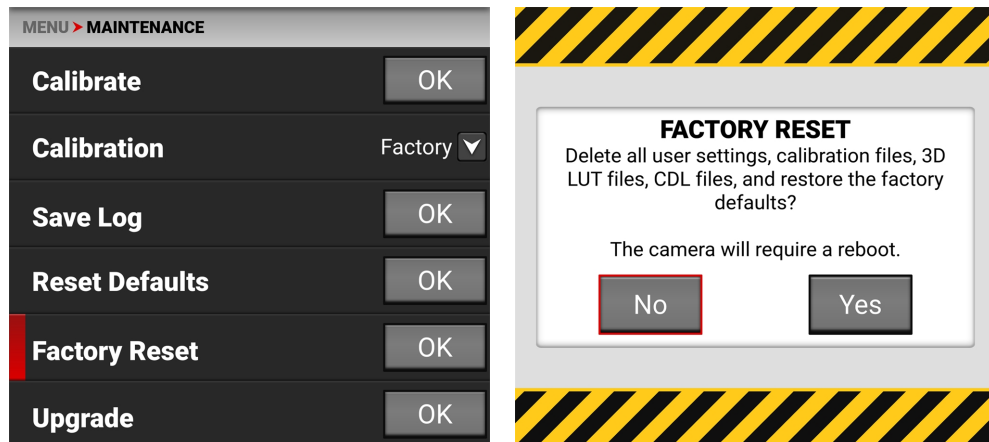 MENU > MAINTENANCE
Calibrate OK
Calibration Factory
Save Log OK
Reset Defaults OK
Factory Reset OK
Upgrade OK
FACTORY RESET
Delete all user settings, calibration files, 3D
LUT files, CDL files, and restore the factory
defaults?
The camera will require a reboot.
No Yes